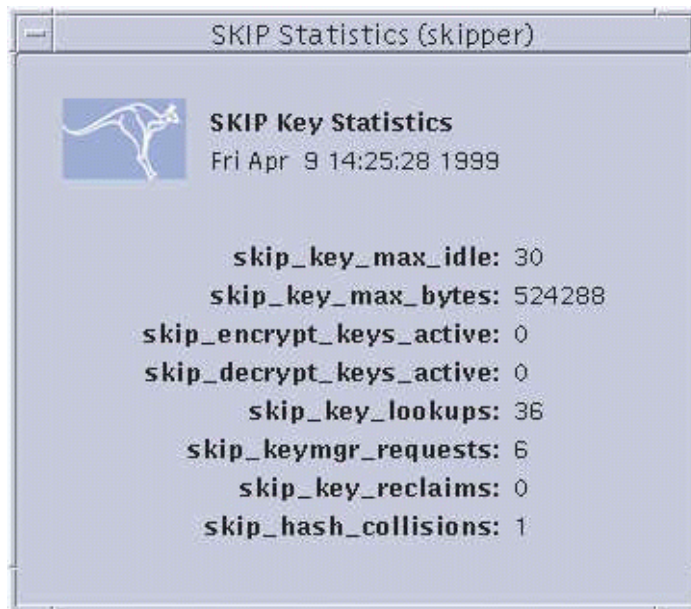 SKIP Statistics (skipper)
SKIP Key Statistics
Fri Apr  9 14:25:28 1999
skip_key_max_idle: 30
skip_key_max_bytes: 524288
skip_encrypt_keys_active: 0
skip_decrypt_keys_active: 0
skip_key_lookups: 36
skip_keymgr_requests: 6
skip_key_reclaims: 0
skip_hash_collisions: 1